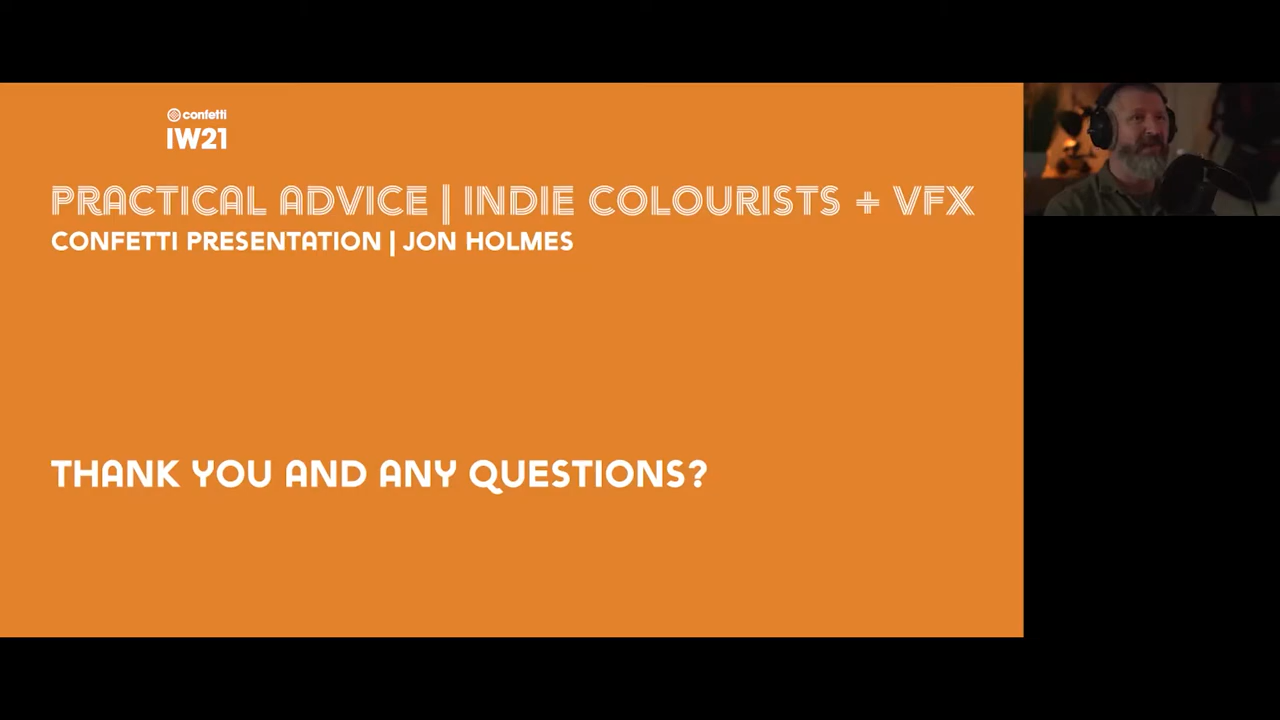 confetti
IW21
PRACTICAL ADVICE | INDIE COLOURISTS + VFX
CONFETTI PRESENTATION | JON HOLMES
THANK YOU AND ANY QUESTIONS?